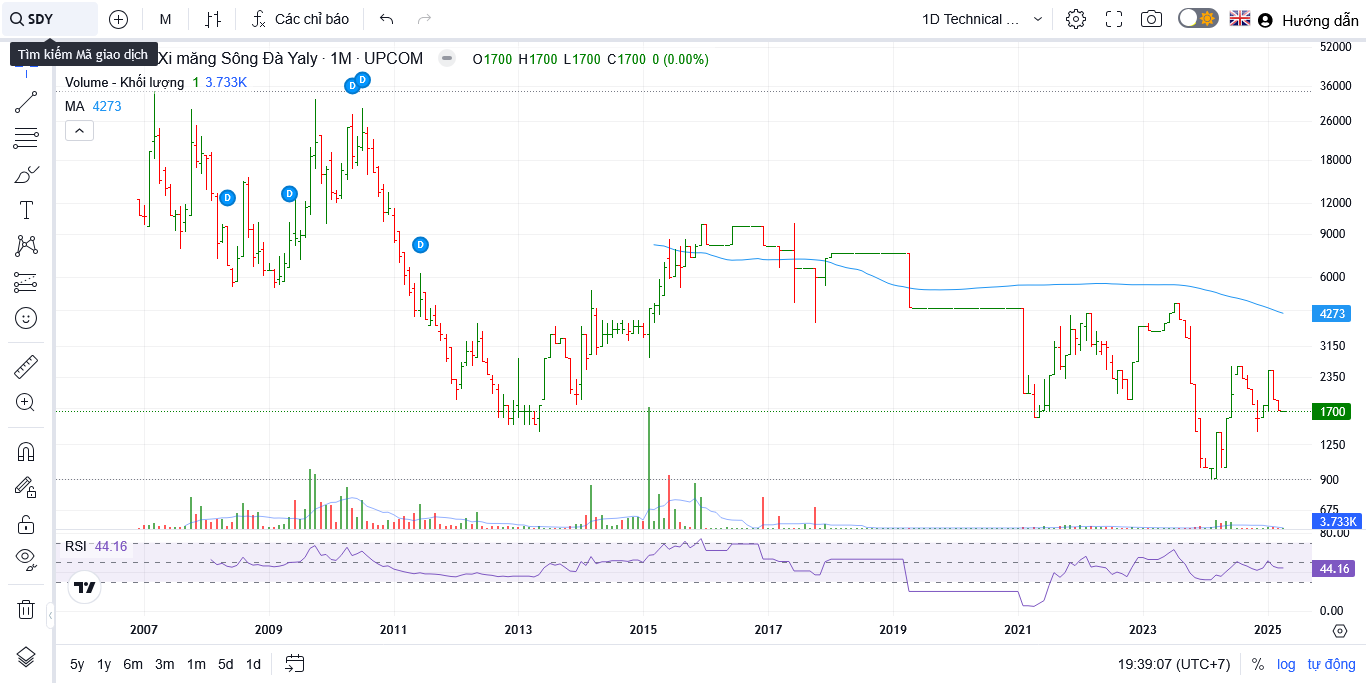 SDY M Các chỉ báo 1D Technical ... Hướng dẫn
Tìm kiếm Mã giao dịch
Xi măng Sông Đà Yaly · 1M · UPCOM O1700 H1700 L1700 C1700 0 (0.00%)
Volume - Khối lượng 1 3.733K
MA 4273
D D
D D
D
52000
36000
26000
18000
12000
9000
6000
4273
3150
2350
1700
1250
900
675
3.733K
80.00
RSI 44.16
44.16
0.00
2007 2009 2011 2013 2015 2017 2019 2021 2023 2025
5y 1y 6m 3m 1m 5d 1d 19:39:07 (UTC+7) % log tự động